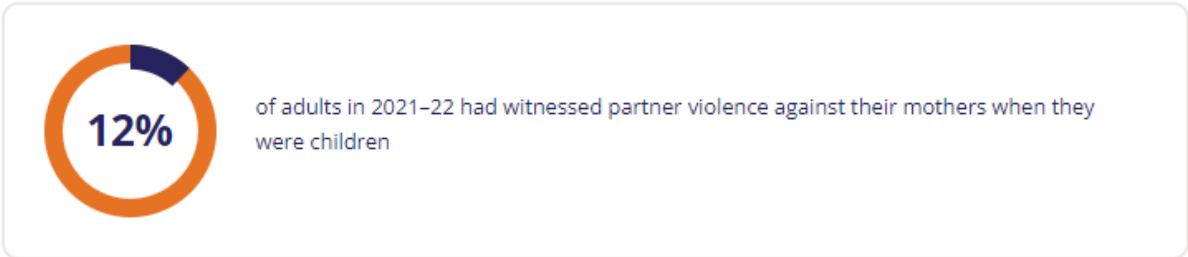 12%
of adults in 2021–22 had witnessed partner violence against their mothers when they
were children